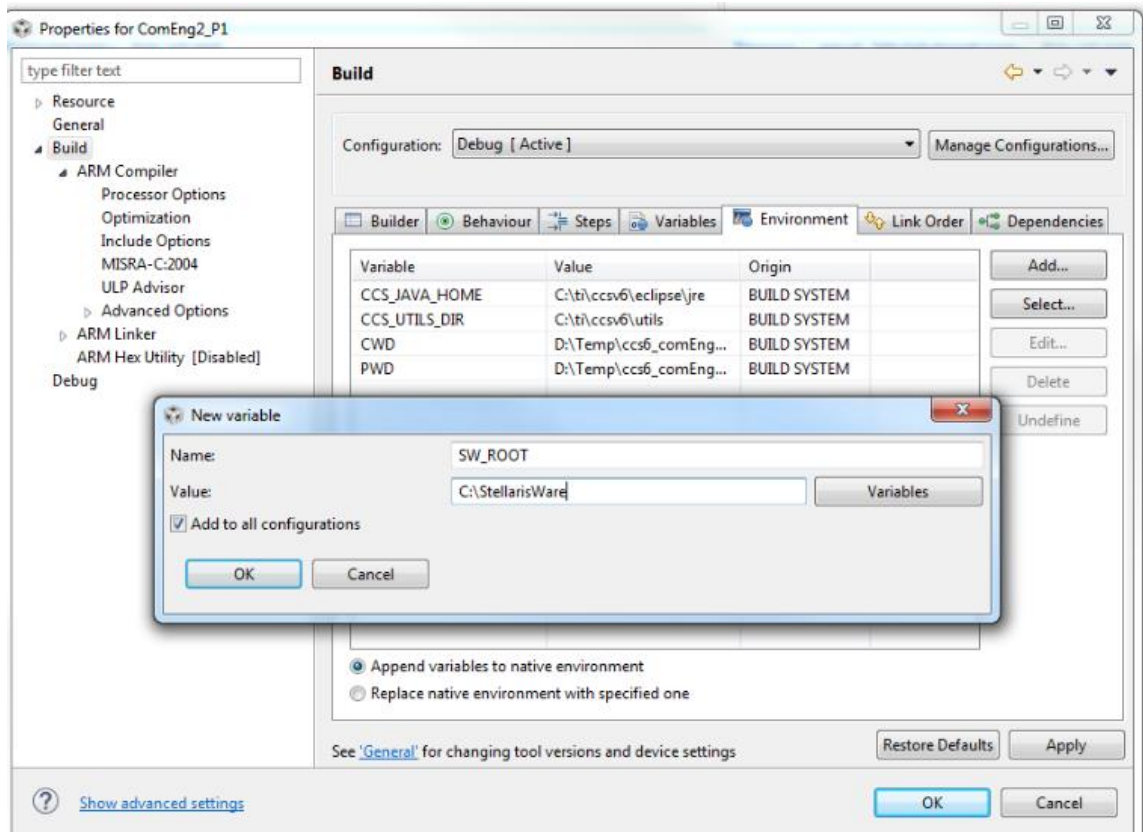 Properties for ComEng2_P1
type filter text
Resource
General
Build
ARM Compiler
Processor Options
Optimization
Include Options
MISRA-C:2004
ULP Advisor
Advanced Options
ARM Linker
ARM Hex Utility [Disabled]
Debug
Build
Configuration: Debug [ Active ] Manage Configurations...
Builder Behaviour Steps Variables Environment Link Order Dependencies
Variable Value Origin
CCS_JAVA_HOME C:\ti\ccsv6\eclipse\jre BUILD SYSTEM
CCS_UTILS_DIR C:\ti\ccsv6\utils BUILD SYSTEM
CWD D:\Temp\ccs6_comEng... BUILD SYSTEM
PWD D:\Temp\ccs6_comEng... BUILD SYSTEM
Add...
Select...
Edit...
Delete
Undefine
New variable
Name: SW_ROOT
Value: C:\StellarisWare Variables
Add to all configurations
OK Cancel
Append variables to native environment
Replace native environment with specified one
See 'General' for changing tool versions and device settings
Restore Defaults Apply
Show advanced settings
OK Cancel